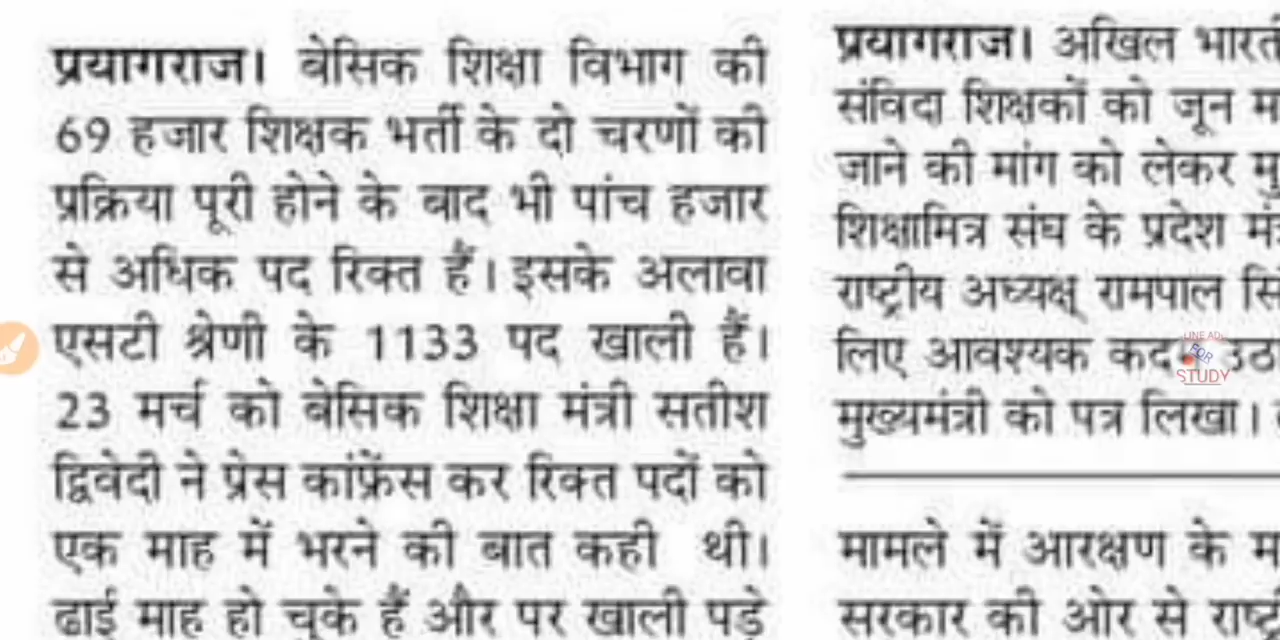 प्रयागराज। बेसिक शिक्षा विभाग की
69 हजार शिक्षक भर्ती के दो चरणों की
प्रक्रिया पूरी होने के बाद भी पांच हजार
से अधिक पद रिक्त हैं। इसके अलावा
एसटी श्रेणी के 1133 पद खाली हैं।
23 मार्च को बेसिक शिक्षा मंत्री सतीश
द्विवेदी ने प्रेस कांफ्रेंस कर रिक्त पदों को
एक माह में भरने की बात कही थी।
ढाई माह हो चुके हैं और पर खाली पड़े
प्रयागराज। अखिल
संविदा शिक्षकों को जून
जाने की मांग को लेकर
शिक्षामित्र संघ के प्रदेश
राष्ट्रीय अध्यक्ष् रामपाल
लिए आवश्यक
मुख्यमंत्री को पत्र लिखा।
मामले में आरक्षण के
सरकार की ओर से
FOR
STUDY